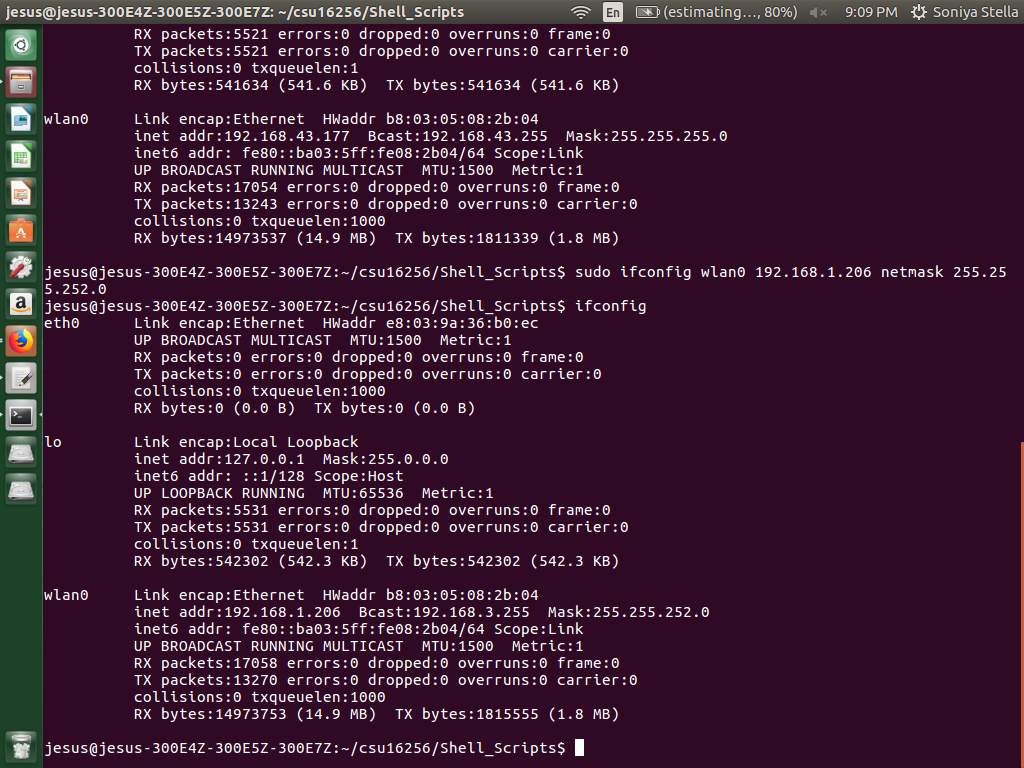 jesus@jesus-300E4Z-300E5Z-300E7Z: ~/csu16256/Shell_Scripts En (estimating..., 80%) 9:09 PM Soniya Stella
RX packets:5521 errors:0 dropped:0 overruns:0 frame:0
TX packets:5521 errors:0 dropped:0 overruns:0 carrier:0
collisions:0 txqueuelen:1
RX bytes:541634 (541.6 KB)  TX bytes:541634 (541.6 KB)
wlan0     Link encap:Ethernet  HWaddr b8:03:05:08:2b:04
inet addr:192.168.43.177  Bcast:192.168.43.255  Mask:255.255.255.0
inet6 addr: fe80::ba03:5ff:fe08:2b04/64 Scope:Link
UP BROADCAST RUNNING MULTICAST  MTU:1500  Metric:1
RX packets:17054 errors:0 dropped:0 overruns:0 frame:0
TX packets:13243 errors:0 dropped:0 overruns:0 carrier:0
collisions:0 txqueuelen:1000
RX bytes:14973537 (14.9 MB)  TX bytes:1811339 (1.8 MB)
jesus@jesus-300E4Z-300E5Z-300E7Z:~/csu16256/Shell_Scripts$ sudo ifconfig wlan0 192.168.1.206 netmask 255.25
5.252.0
jesus@jesus-300E4Z-300E5Z-300E7Z:~/csu16256/Shell_Scripts$ ifconfig
eth0      Link encap:Ethernet  HWaddr e8:03:9a:36:b0:ec
UP BROADCAST MULTICAST  MTU:1500  Metric:1
RX packets:0 errors:0 dropped:0 overruns:0 frame:0
TX packets:0 errors:0 dropped:0 overruns:0 carrier:0
collisions:0 txqueuelen:1000
RX bytes:0 (0.0 B)  TX bytes:0 (0.0 B)
lo        Link encap:Local Loopback
inet addr:127.0.0.1  Mask:255.0.0.0
inet6 addr: ::1/128 Scope:Host
UP LOOPBACK RUNNING  MTU:65536  Metric:1
RX packets:5531 errors:0 dropped:0 overruns:0 frame:0
TX packets:5531 errors:0 dropped:0 overruns:0 carrier:0
collisions:0 txqueuelen:1
RX bytes:542302 (542.3 KB)  TX bytes:542302 (542.3 KB)
wlan0     Link encap:Ethernet  HWaddr b8:03:05:08:2b:04
inet addr:192.168.1.206  Bcast:192.168.3.255  Mask:255.255.252.0
inet6 addr: fe80::ba03:5ff:fe08:2b04/64 Scope:Link
UP BROADCAST RUNNING MULTICAST  MTU:1500  Metric:1
RX packets:17058 errors:0 dropped:0 overruns:0 frame:0
TX packets:13270 errors:0 dropped:0 overruns:0 carrier:0
collisions:0 txqueuelen:1000
RX bytes:14973753 (14.9 MB)  TX bytes:1815555 (1.8 MB)
jesus@jesus-300E4Z-300E5Z-300E7Z:~/csu16256/Shell_Scripts$